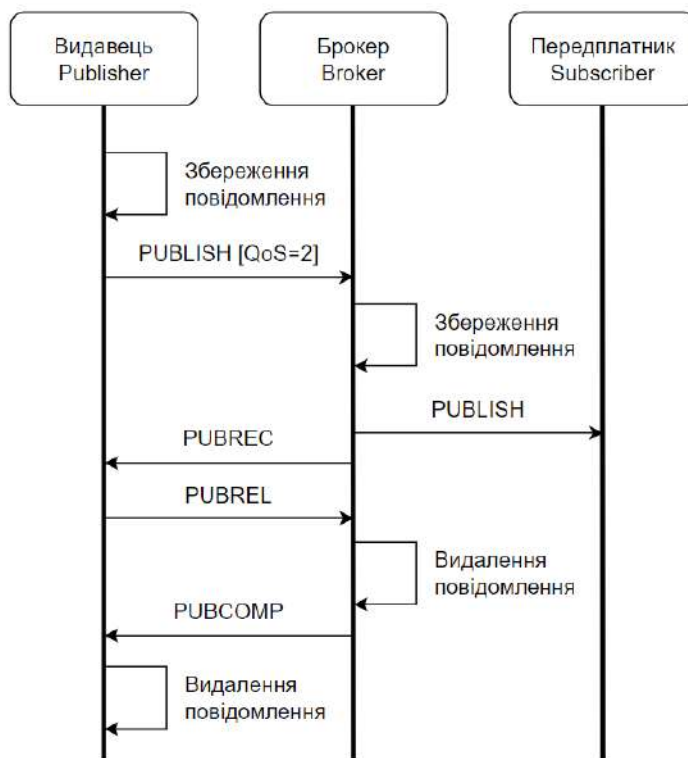 Видавець
Publisher
Брокер
Broker
Передплатник
Subscriber
Збереження
повідомлення
PUBLISH [QoS=2]
Збереження
повідомлення
PUBLISH
PUBREC
PUBREL
Видалення
повідомлення
PUBCOMP
Видалення
повідомлення